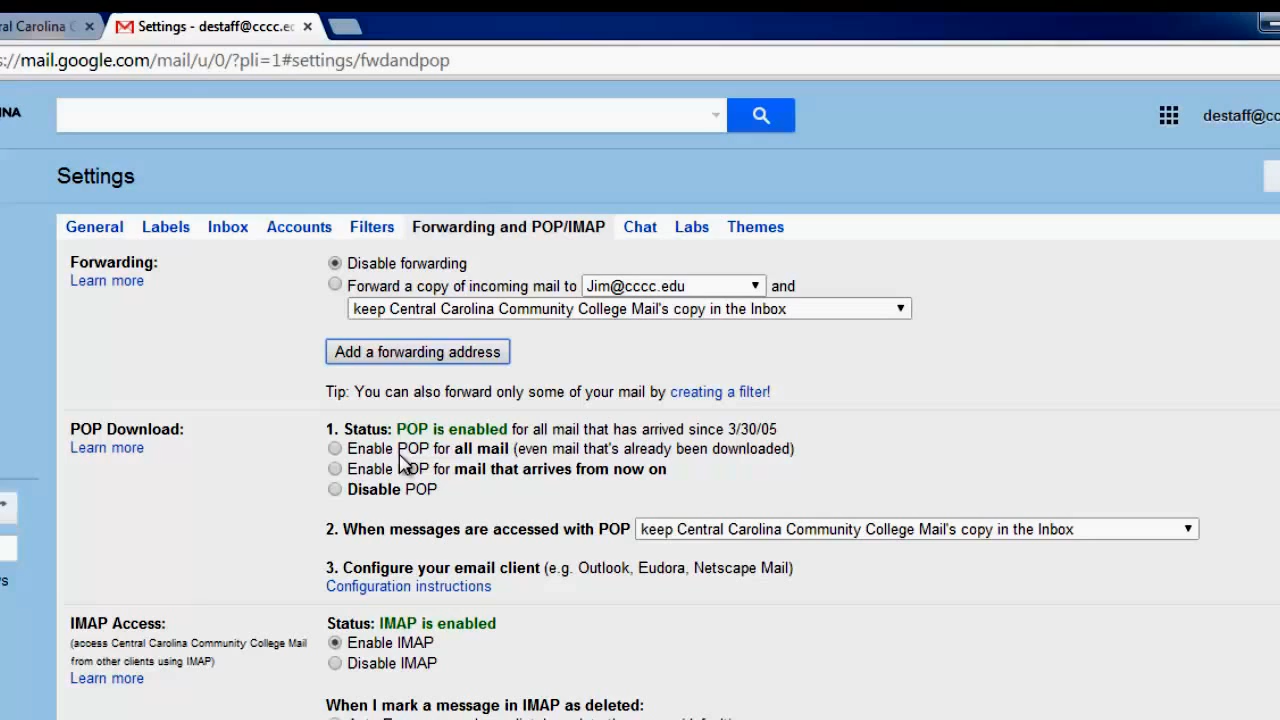 ral Carolina C
Settings - destaff@cccc.ec
s://mail.google.com/mail/u/0/?pli=1#settings/fwdandpop
INA
destaff@cc
Settings
General Labels Inbox Accounts Filters Forwarding and POP/IMAP Chat Labs Themes
Forwarding:
Learn more
Disable forwarding
Forward a copy of incoming mail to Jim@cccc.edu and
keep Central Carolina Community College Mail's copy in the Inbox
Add a forwarding address
Tip: You can also forward only some of your mail by creating a filter!
POP Download:
Learn more
1. Status: POP is enabled for all mail that has arrived since 3/30/05
Enable POP for all mail (even mail that's already been downloaded)
Enable POP for mail that arrives from now on
Disable POP
2. When messages are accessed with POP keep Central Carolina Community College Mail's copy in the Inbox
3. Configure your email client (e.g. Outlook, Eudora, Netscape Mail)
Configuration instructions
IMAP Access:
(access Central Carolina Community College Mail
from other clients using IMAP)
Learn more
Status: IMAP is enabled
Enable IMAP
Disable IMAP
When I mark a message in IMAP as deleted: